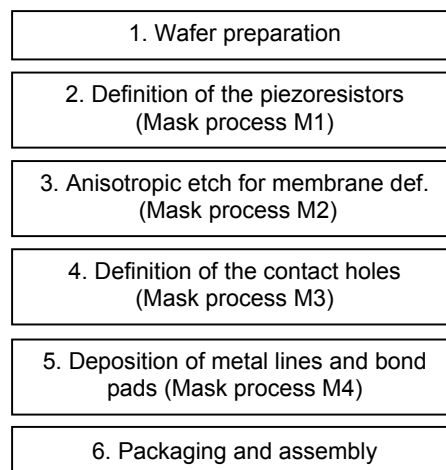 1. Wafer preparation
2. Definition of the piezoresistors
(Mask process M1)
3. Anisotropic etch for membrane def.
(Mask process M2)
4. Definition of the contact holes
(Mask process M3)
5. Deposition of metal lines and bond
pads (Mask process M4)
6. Packaging and assembly